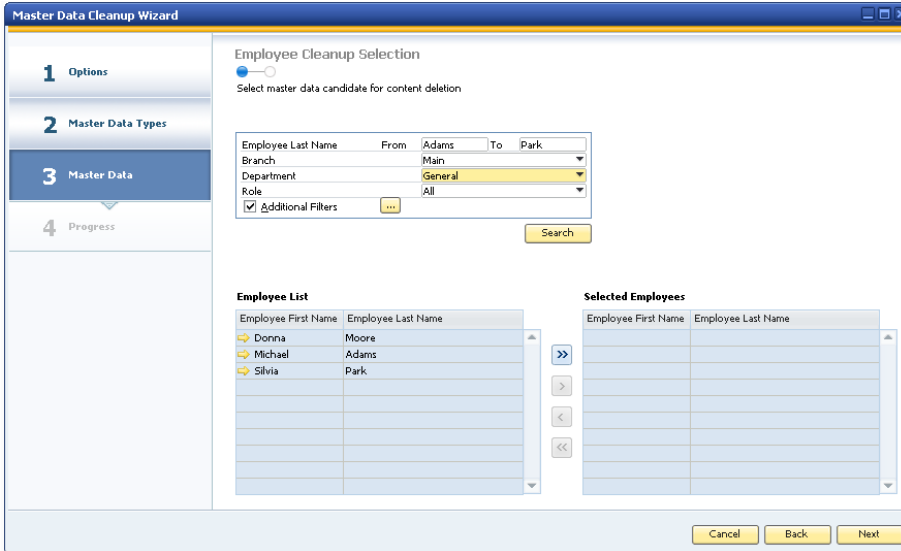 Master Data Cleanup Wizard
1 Options
2 Master Data Types
3 Master Data
4 Progress
Employee Cleanup Selection
Select master data candidate for content deletion
Employee Last Name From Adams To Park
Branch Main
Department General
Role All
Additional Filters ...
Search
Employee List
Employee First Name Employee Last Name
Donna Moore
Michael Adams
Silvia Park
>>
>
<
<<
Selected Employees
Employee First Name Employee Last Name
Cancel Back Next